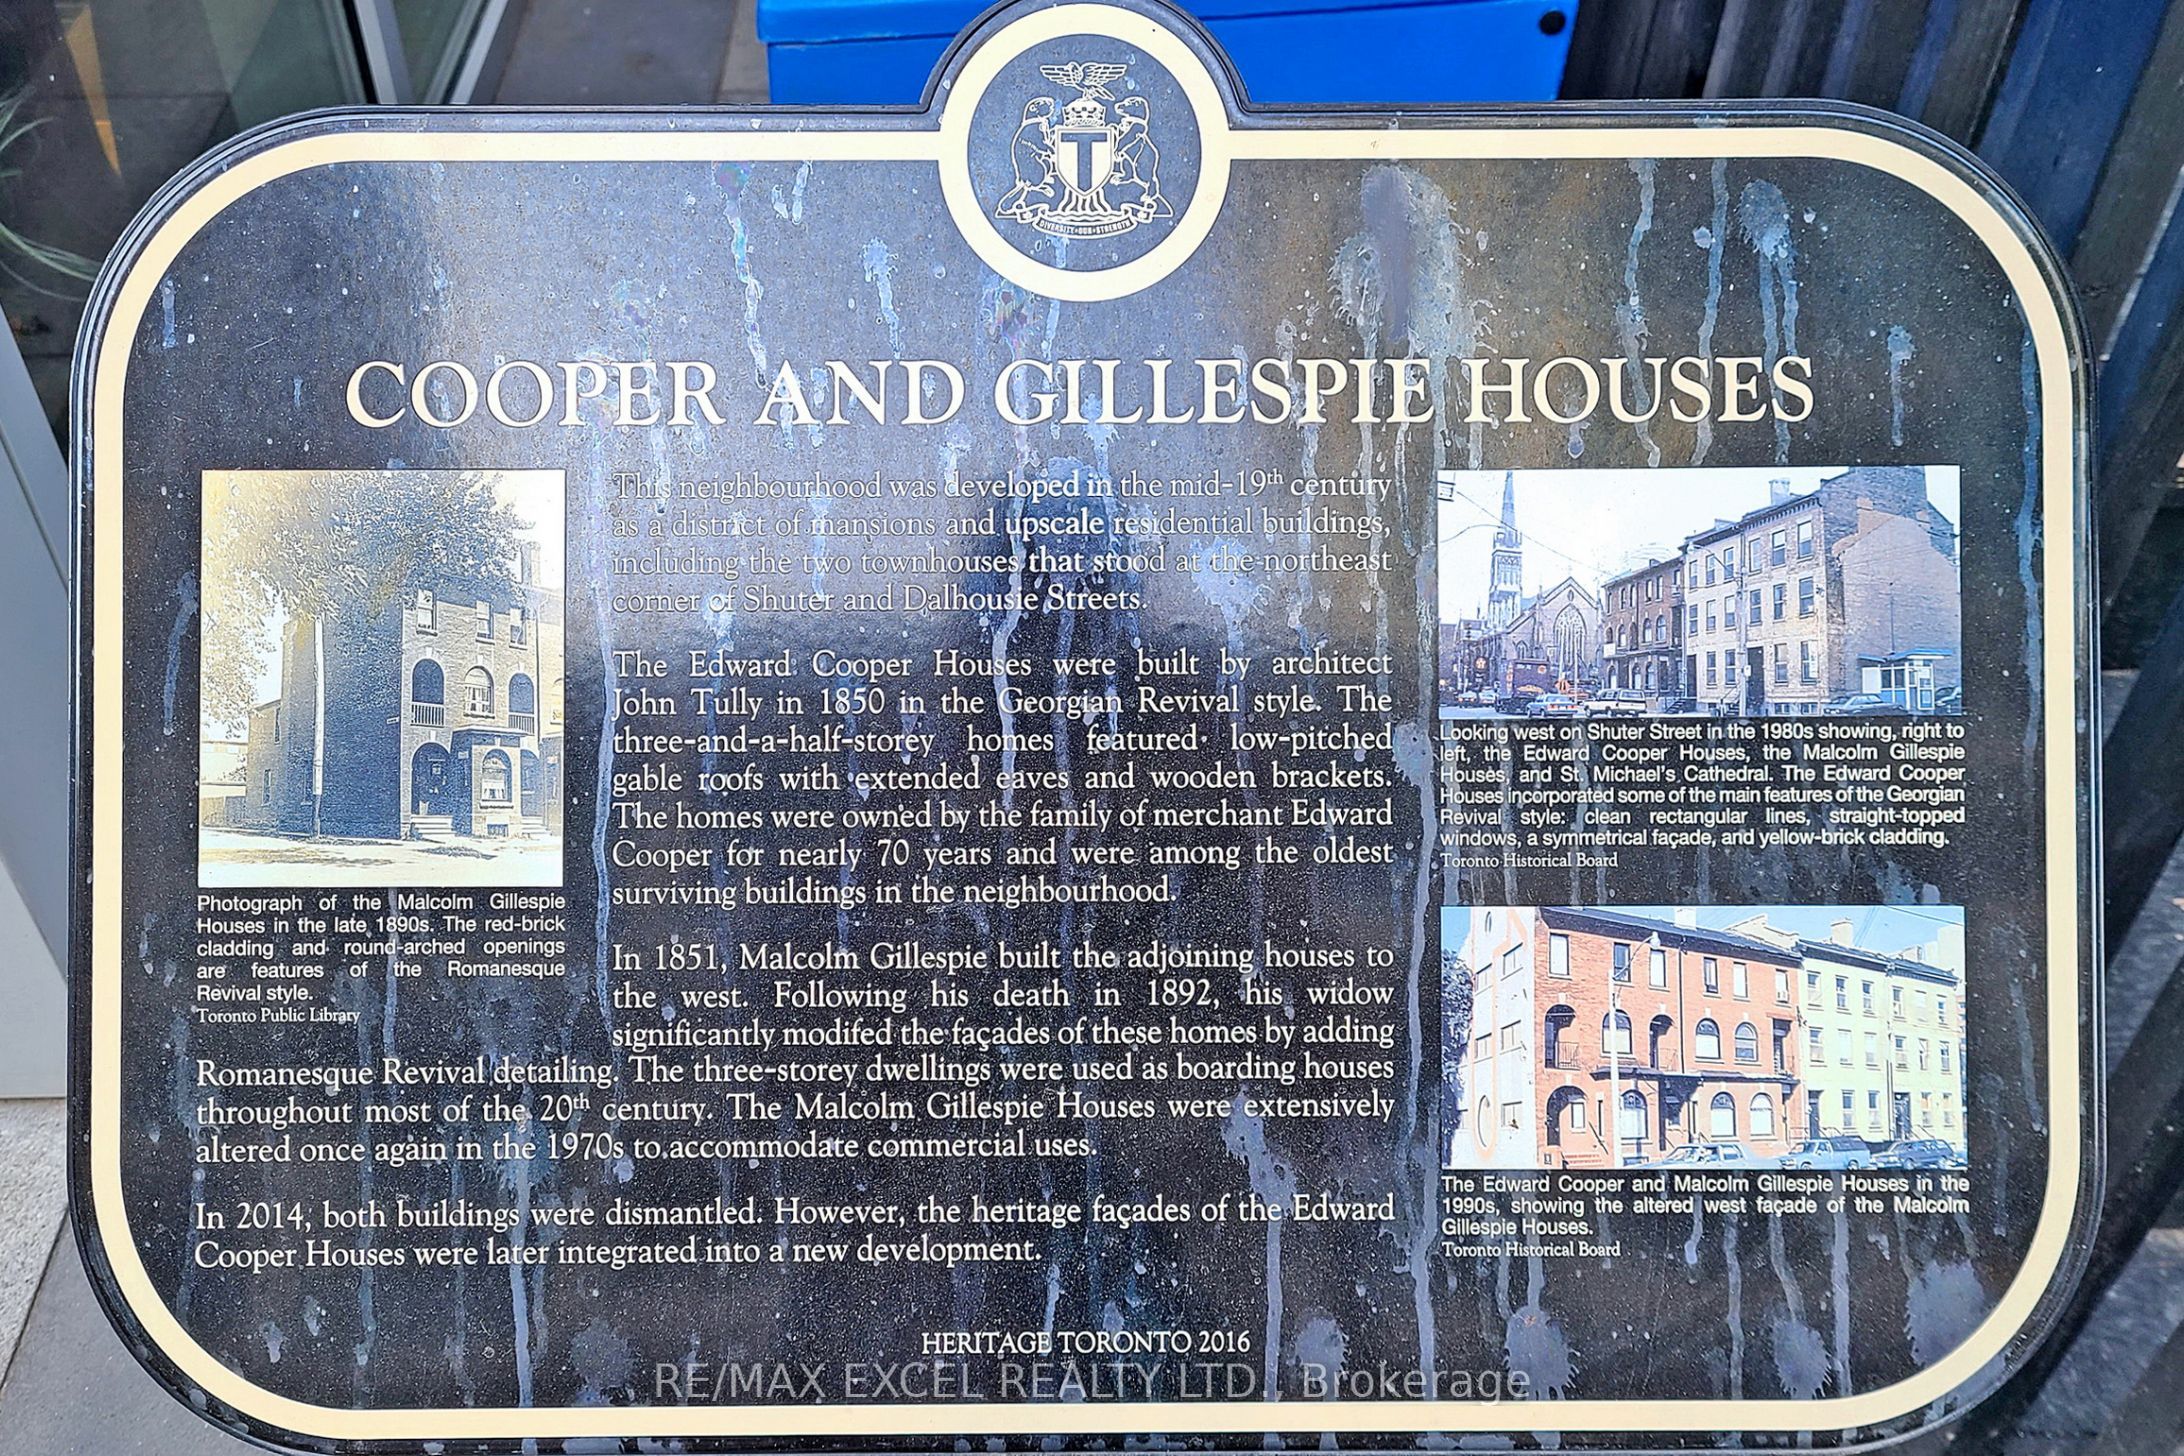 DIVERSITY · OUR · STRENGTH
COOPER AND GILLESPIE HOUSES
This neighbourhood was developed in the mid-19th century
as a district of mansions and upscale residential buildings,
including the two townhouses that stood at the northeast
corner of Shuter and Dalhousie Streets.
The Edward Cooper Houses were built by architect
John Tully in 1850 in the Georgian Revival style. The
three-and-a-half-storey homes featured low-pitched
gable roofs with extended eaves and wooden brackets.
The homes were owned by the family of merchant Edward
Cooper for nearly 70 years and were among the oldest
surviving buildings in the neighbourhood.
In 1851, Malcolm Gillespie built the adjoining houses to
the west. Following his death in 1892, his widow
significantly modifed the façades of these homes by adding
Romanesque Revival detailing. The three-storey dwellings were used as boarding houses
throughout most of the 20th century. The Malcolm Gillespie Houses were extensively
altered once again in the 1970s to accommodate commercial uses.
In 2014, both buildings were dismantled. However, the heritage façades of the Edward
Cooper Houses were later integrated into a new development.
Photograph of the Malcolm Gillespie
Houses in the late 1890s. The red-brick
cladding and round-arched openings
are features of the Romanesque
Revival style.
Toronto Public Library
Looking west on Shuter Street in the 1980s showing, right to
left, the Edward Cooper Houses, the Malcolm Gillespie
Houses, and St. Michael's Cathedral. The Edward Cooper
Houses incorporated some of the main features of the Georgian
Revival style: clean rectangular lines, straight-topped
windows, a symmetrical façade, and yellow-brick cladding.
Toronto Historical Board
The Edward Cooper and Malcolm Gillespie Houses in the
1990s, showing the altered west façade of the Malcolm
Gillespie Houses.
Toronto Historical Board
HERITAGE TORONTO 2016
RE/MAX EXCEL REALTY LTD., Brokerage